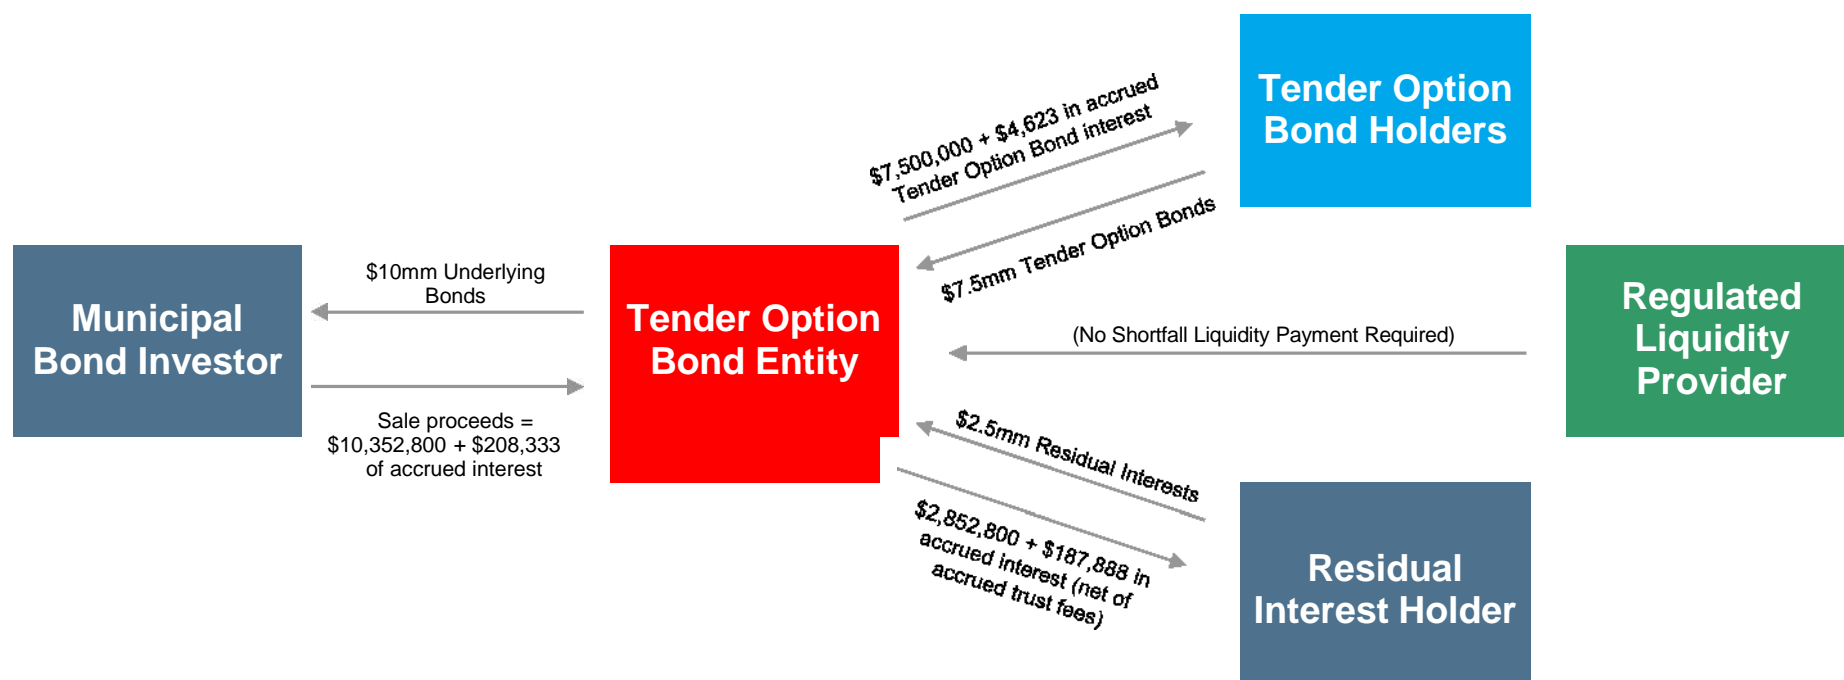 Municipal
Bond Investor
$10mm Underlying
Bonds
Sale proceeds =
$10,352,800 + $208,333
of accrued interest
Tender Option
Bond Entity
$7,500,000 + $4,623 in accrued
Tender Option Bond interest
$7.5mm Tender Option Bonds
Tender Option
Bond Holders
(No Shortfall Liquidity Payment Required)
Regulated
Liquidity
Provider
$2.5mm Residual Interests
$2,852,800 + $187,888 in
accrued interest (net of
accrued trust fees)
Residual
Interest Holder